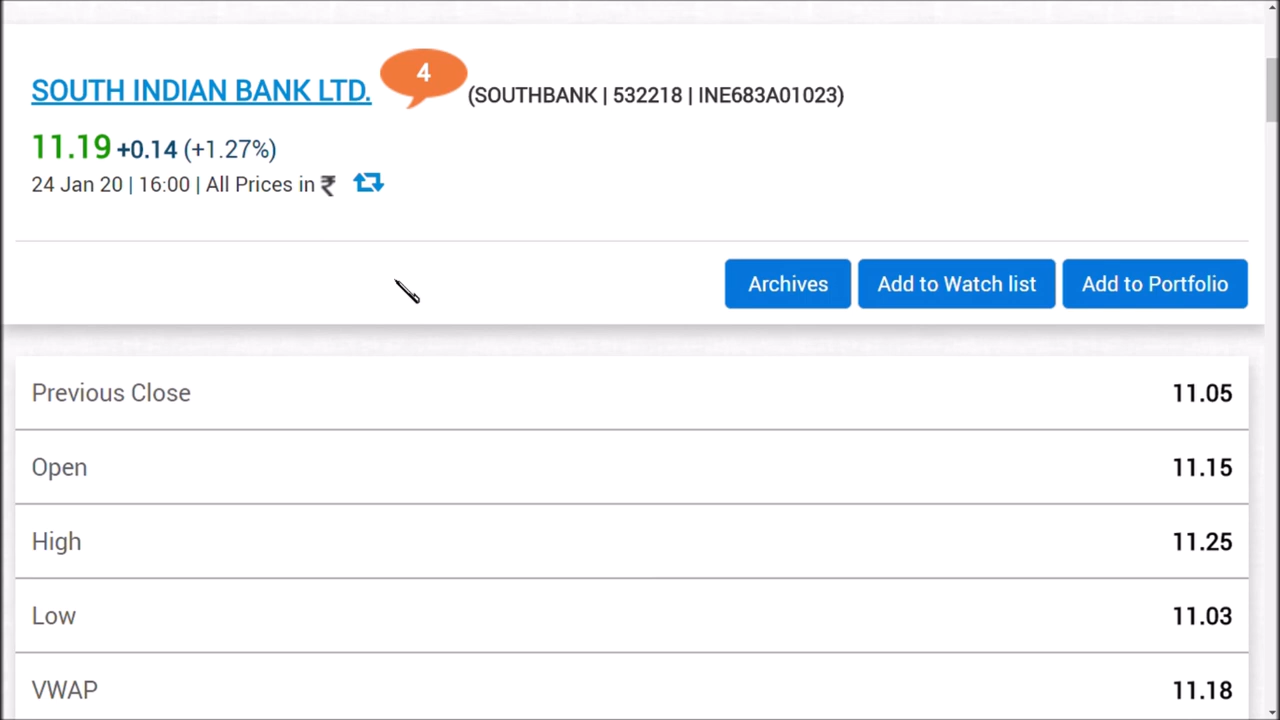 SOUTH INDIAN BANK LTD. 4 (SOUTHBANK | 532218 | INE683A01023)
11.19 +0.14 (+1.27%)
24 Jan 20 | 16:00 | All Prices in ₹
Archives Add to Watch list Add to Portfolio
Previous Close 11.05
Open 11.15
High 11.25
Low 11.03
VWAP 11.18